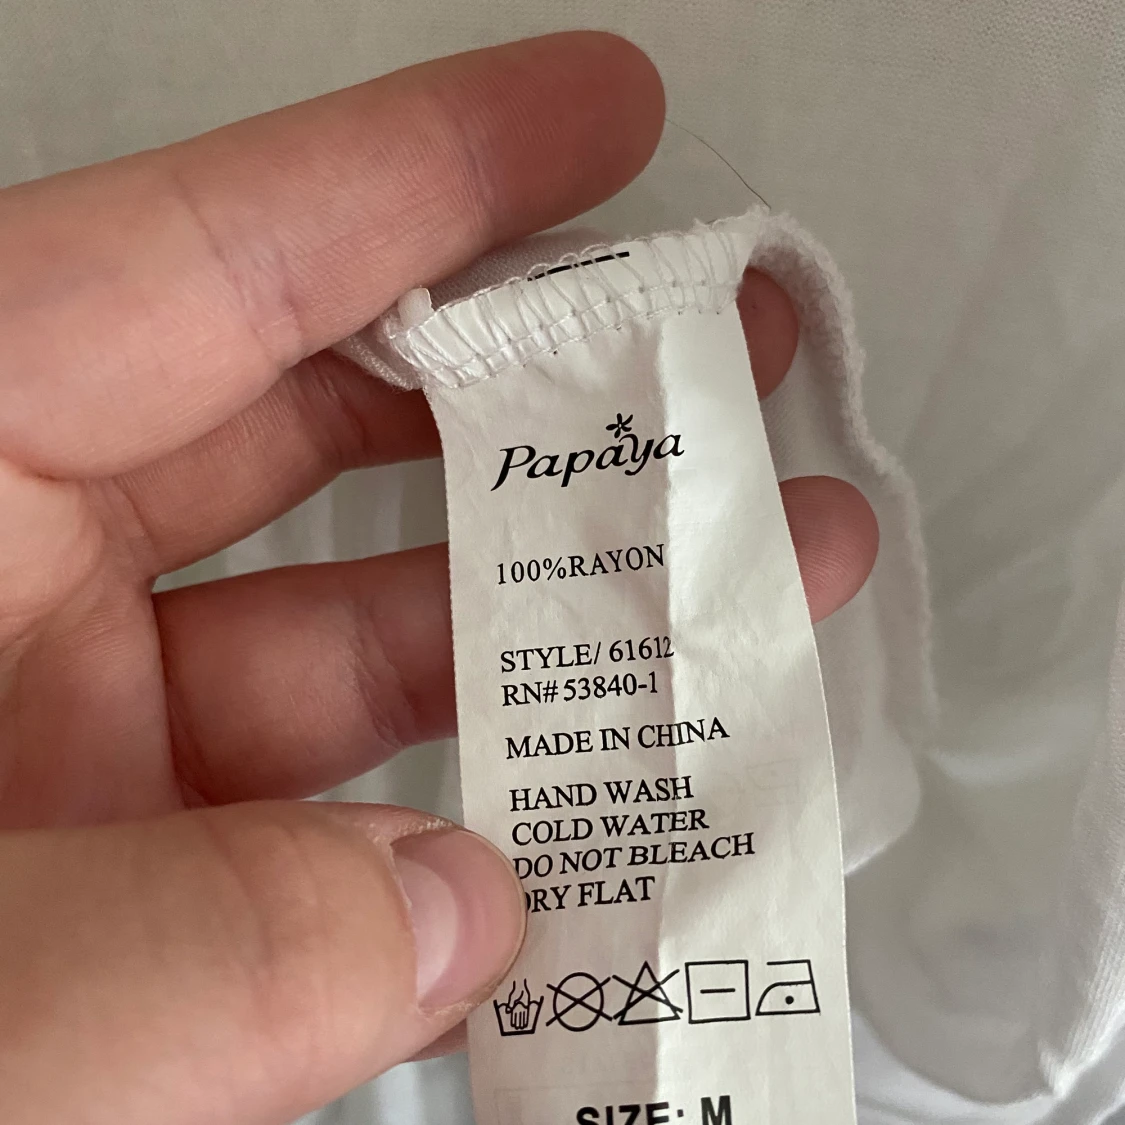 Papaya
100%RAYON
STYLE/ 61612
RN# 53840-1
MADE IN CHINA
HAND WASH
COLD WATER
DO NOT BLEACH
DRY FLAT
SIZE: M